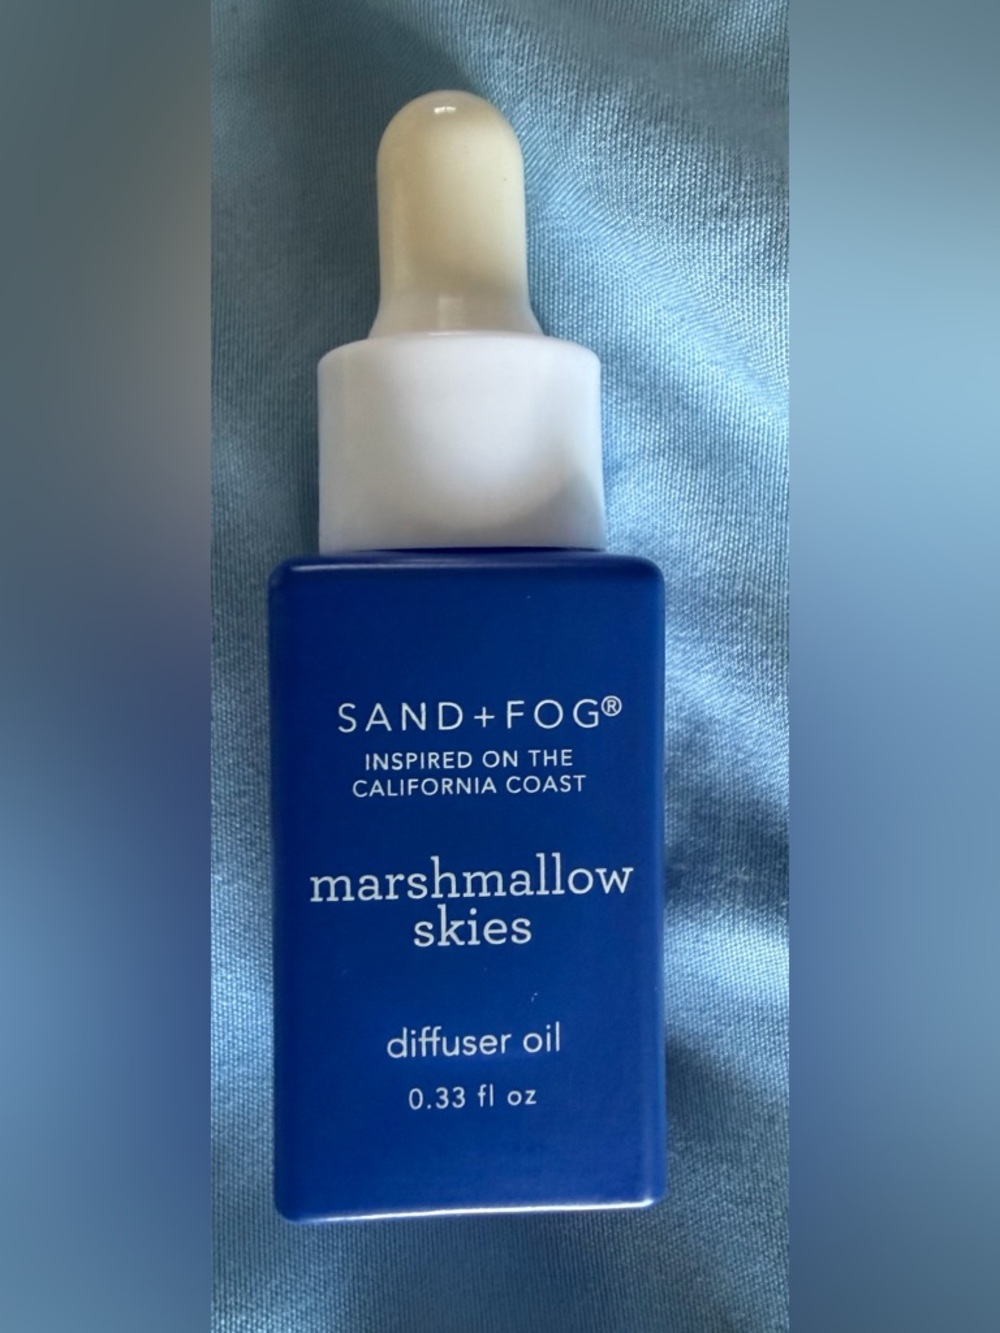 SAND+FOG®
INSPIRED ON THE
CALIFORNIA COAST
marshmallow
skies
diffuser oil
0.33 fl oz